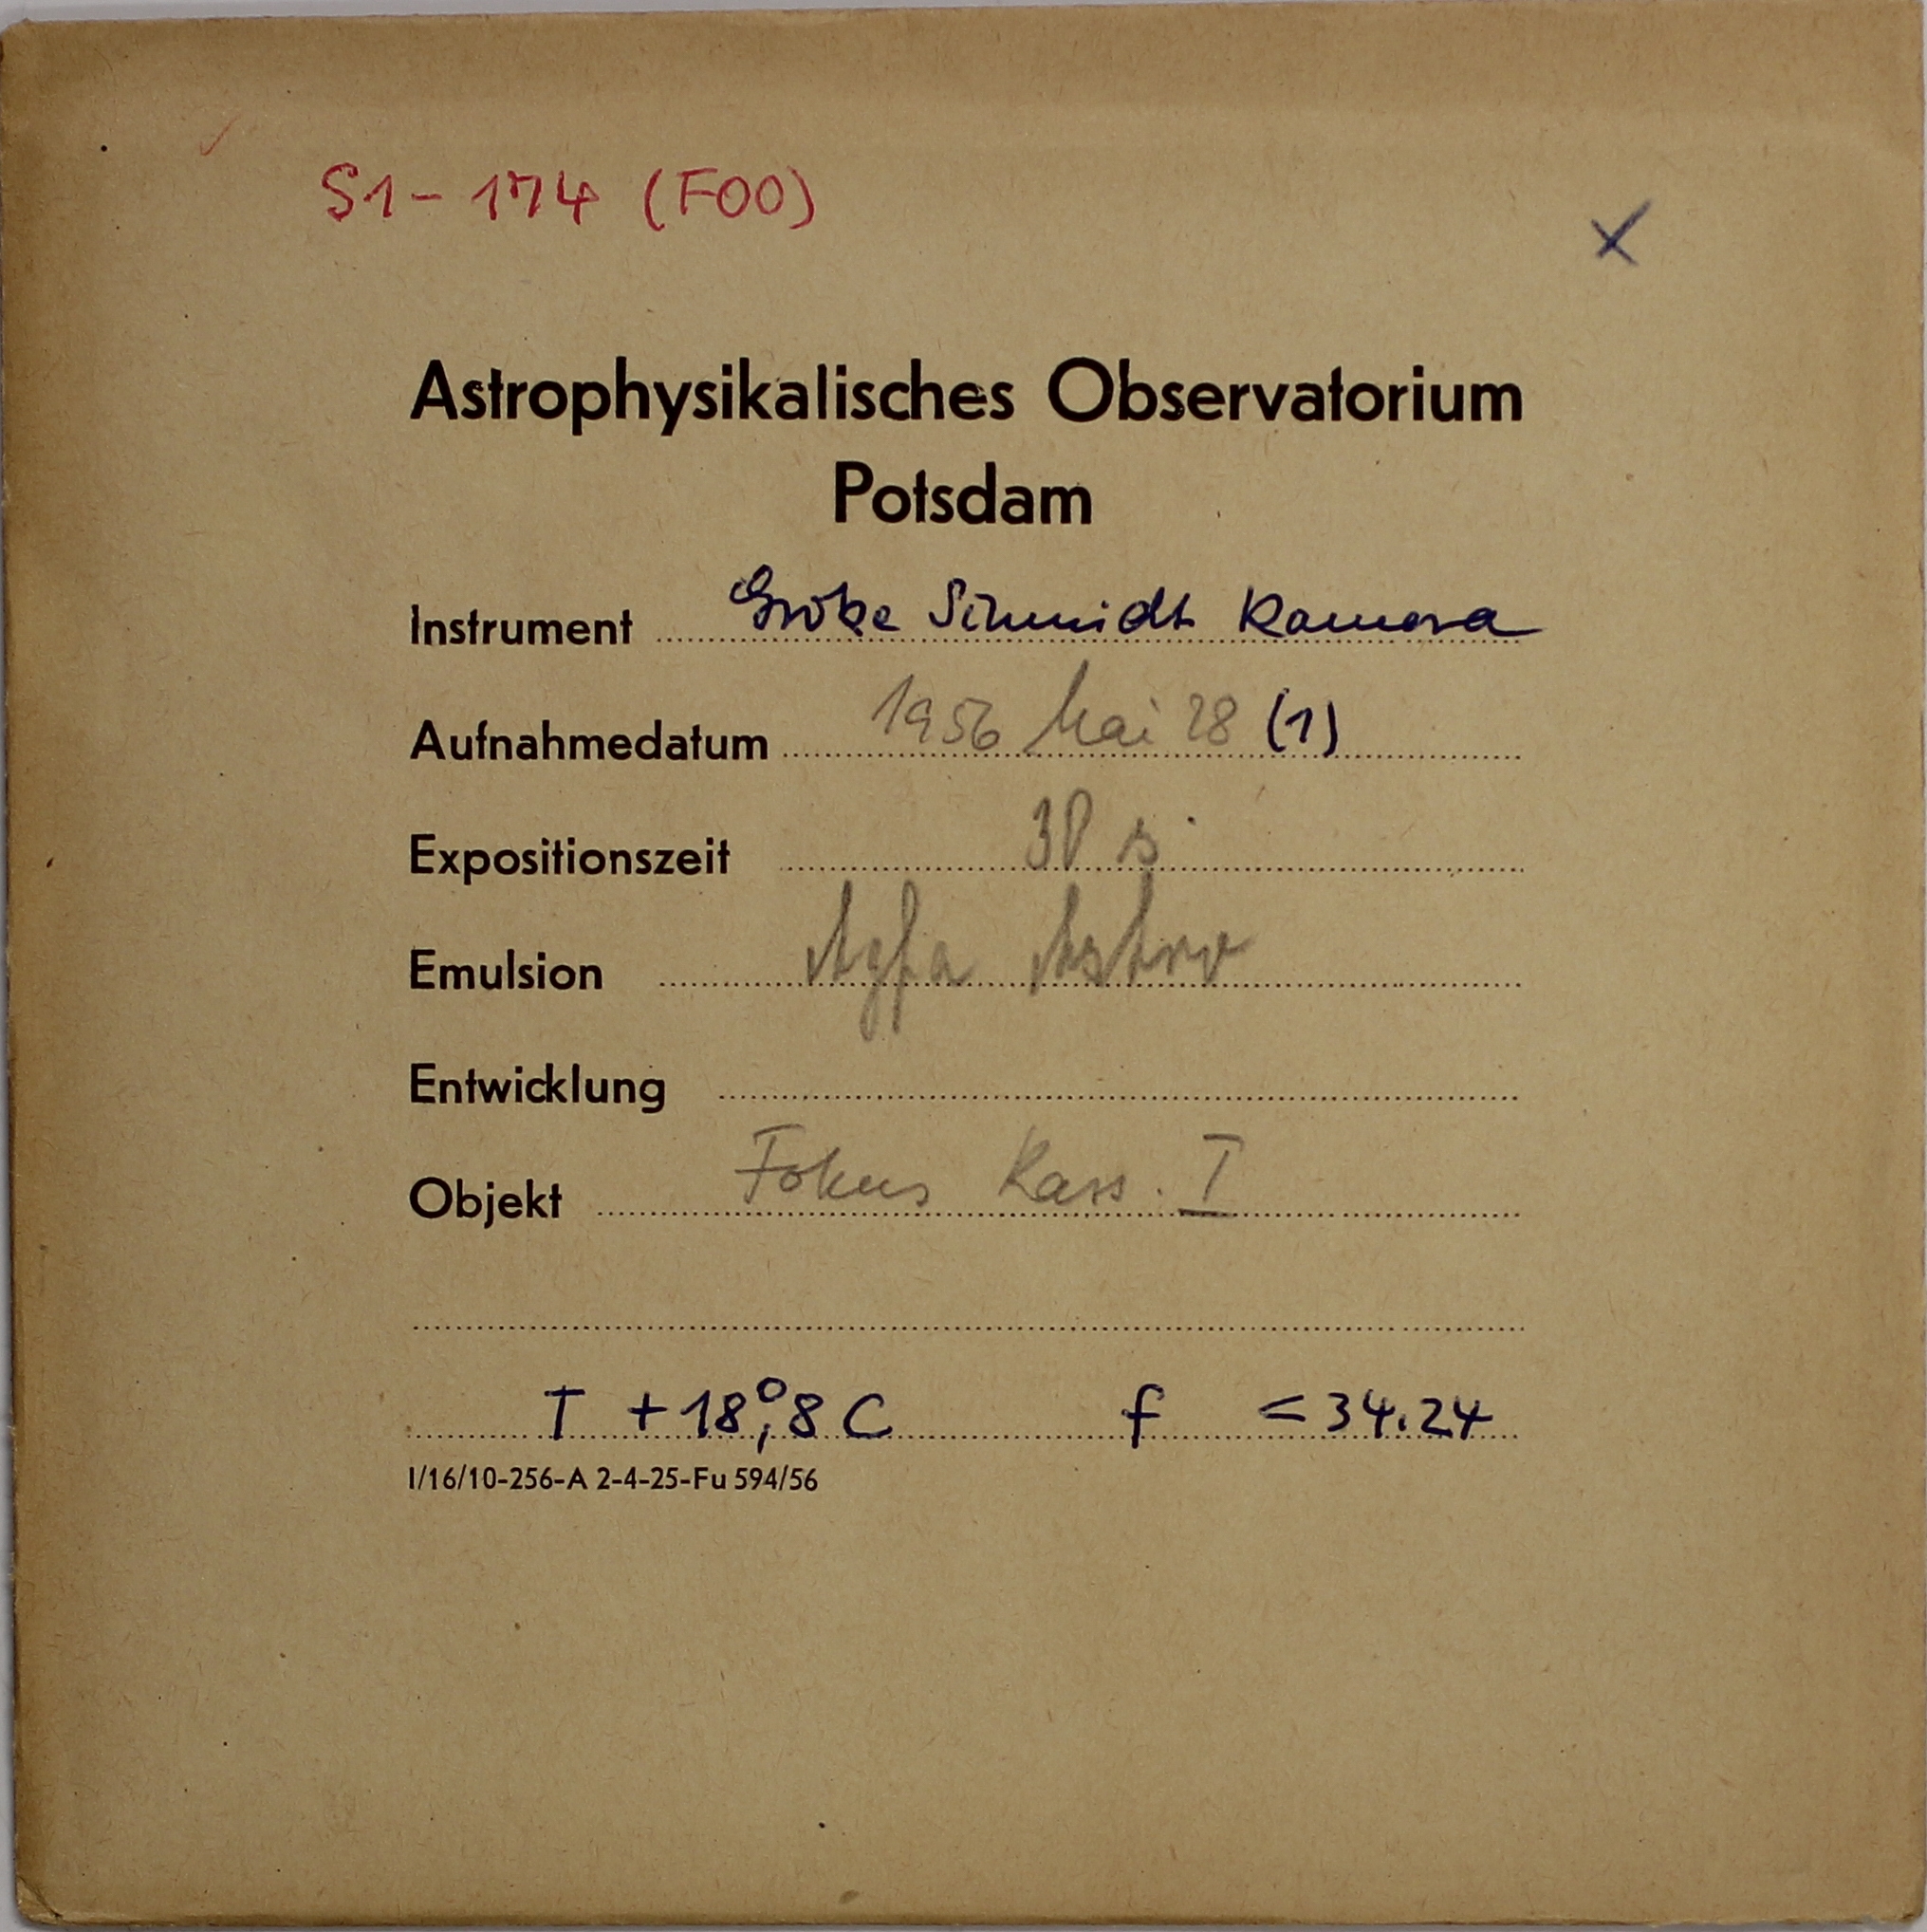 S1 - 174 (F00)
X
Astrophysikalisches Observatorium
Potsdam
Instrument Große Schmidt Kamera
Aufnahmedatum 1956 Mai 28 (1)
Expositionszeit 30 s
Emulsion Agfa Astro
Entwicklung
Objekt Fokus Kass. I
T +18°,8 C f = 34.24
I/16/10-256-A 2-4-25-Fu 594/56